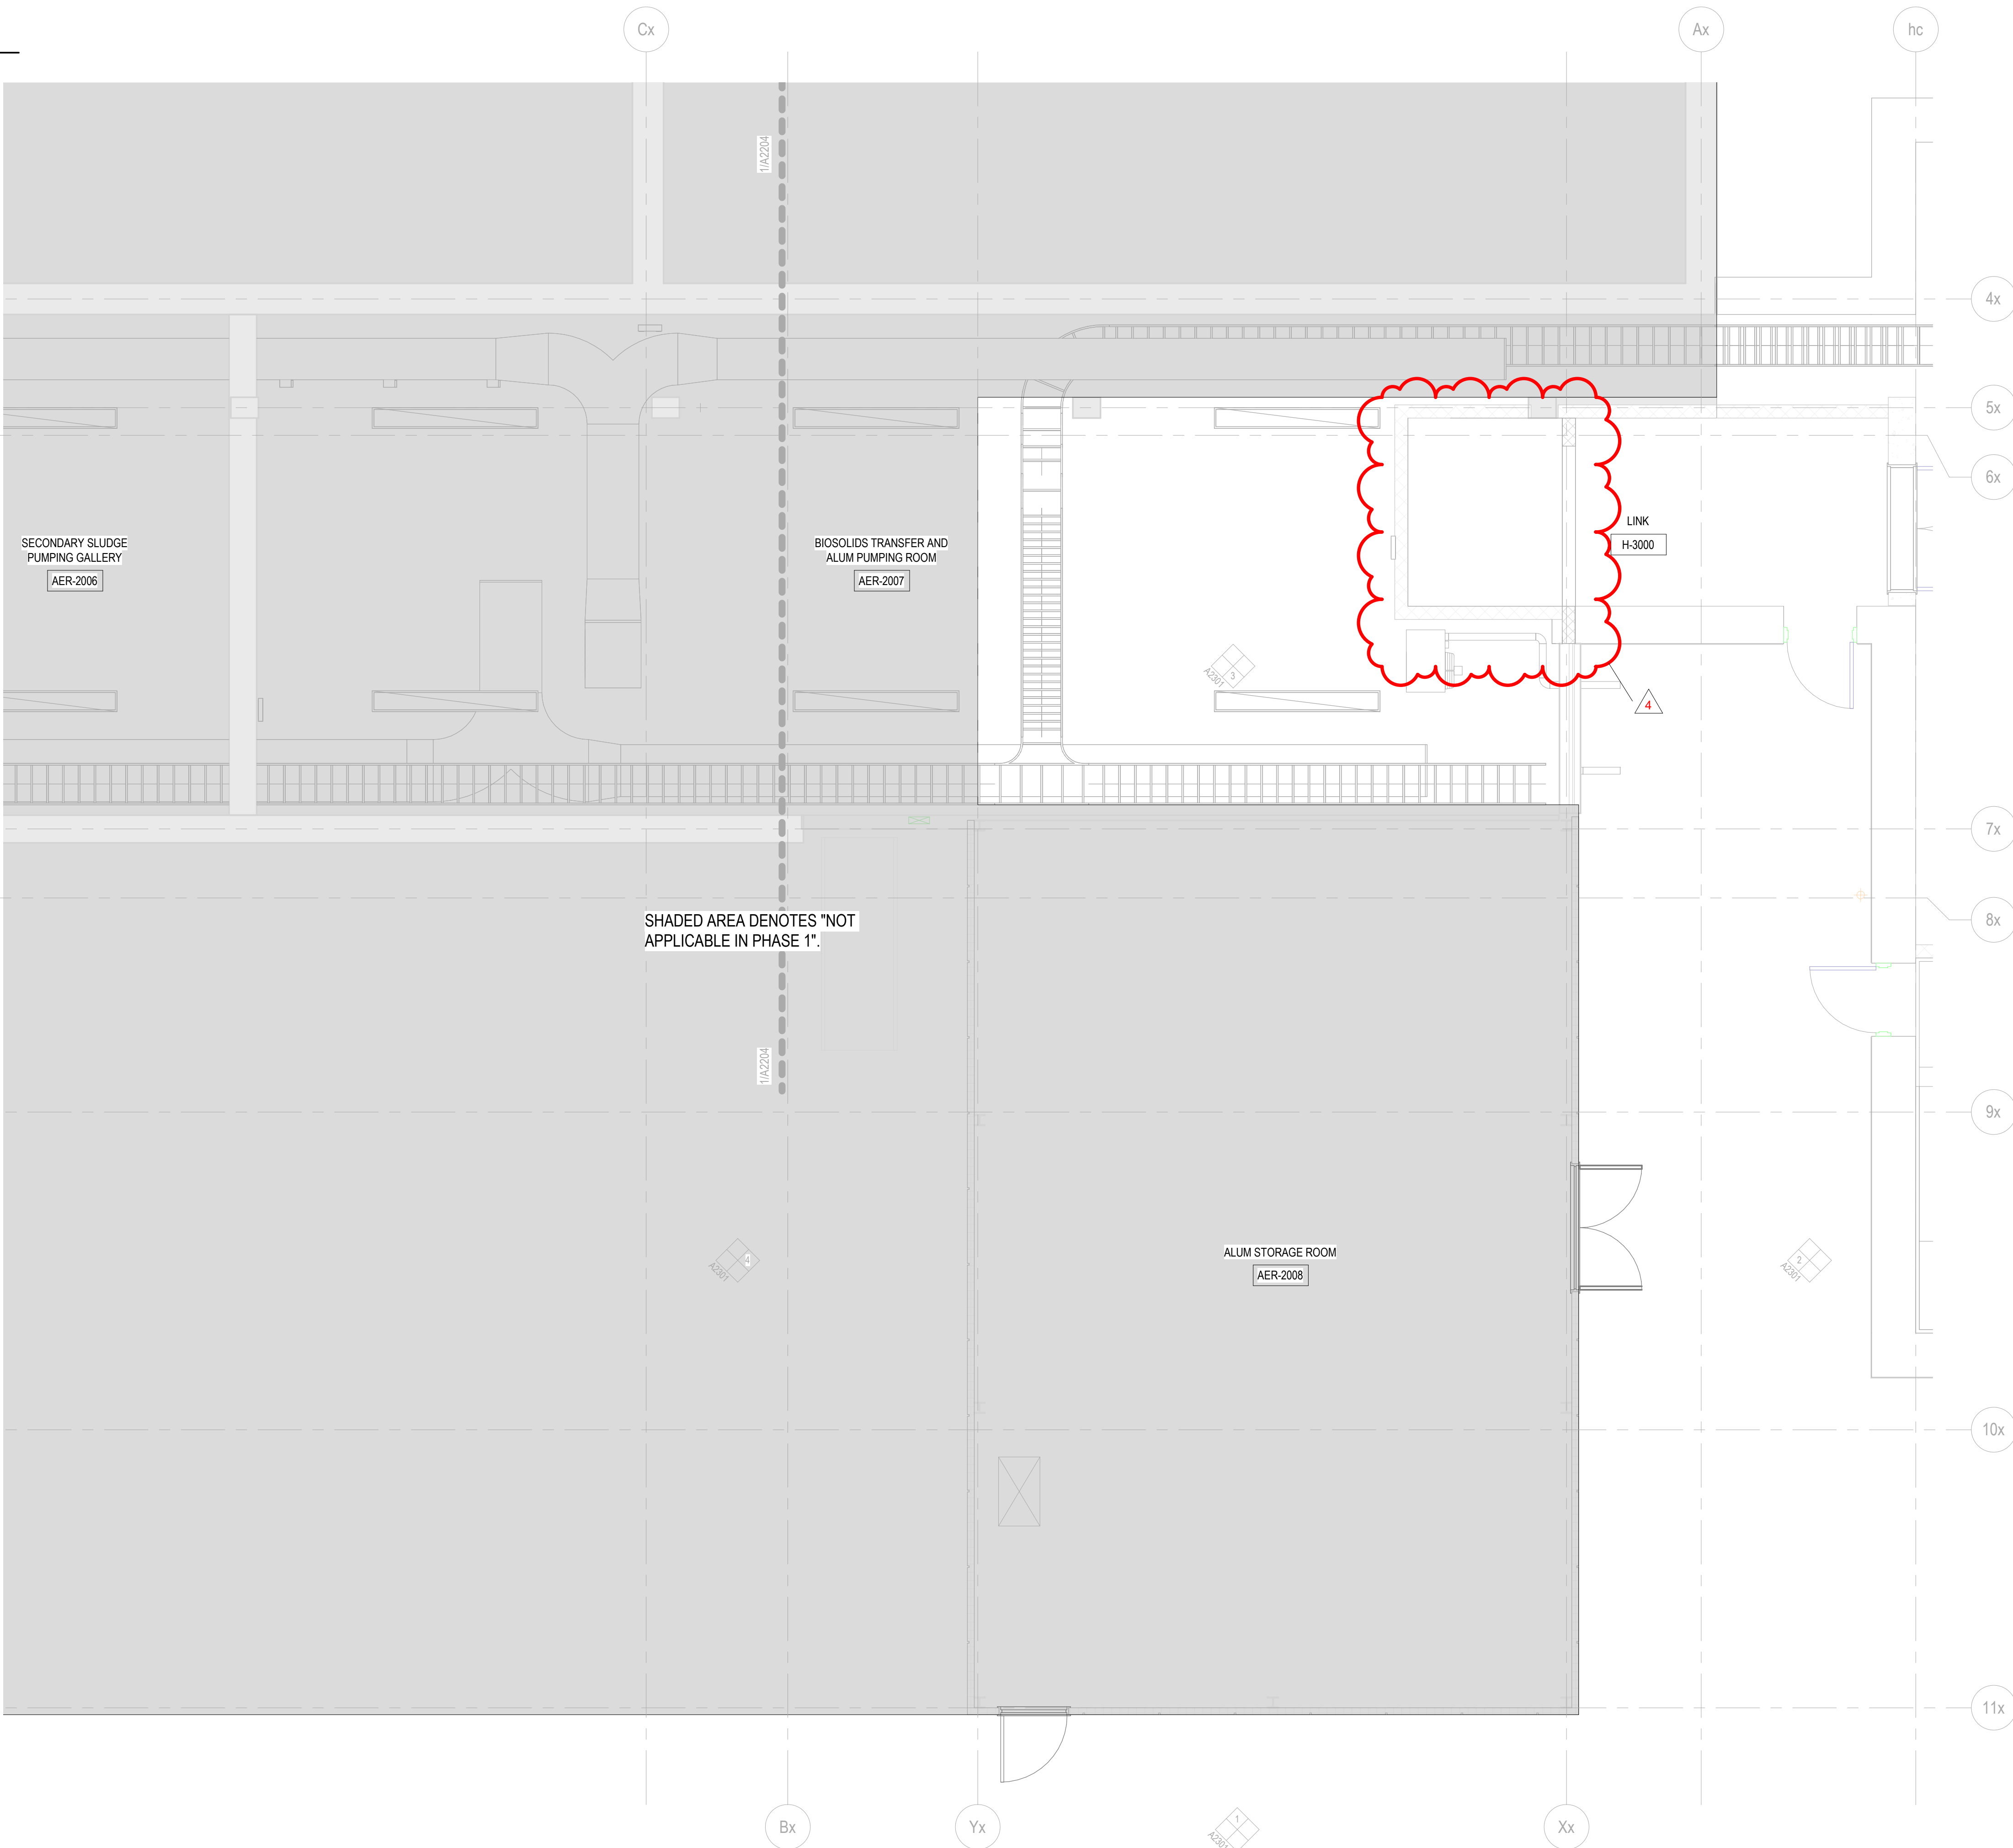 Cx
Ax
hc
1/A2204
4x
5x
6x
SECONDARY SLUDGE
PUMPING GALLERY
AER-2006
BIOSOLIDS TRANSFER AND
ALUM PUMPING ROOM
AER-2007
LINK
H-3000
3
A2301
4
7x
8x
SHADED AREA DENOTES "NOT
APPLICABLE IN PHASE 1".
1/A2204
9x
4
A2301
ALUM STORAGE ROOM
AER-2008
2
A2301
10x
11x
Bx
Yx
Xx
1
A2301